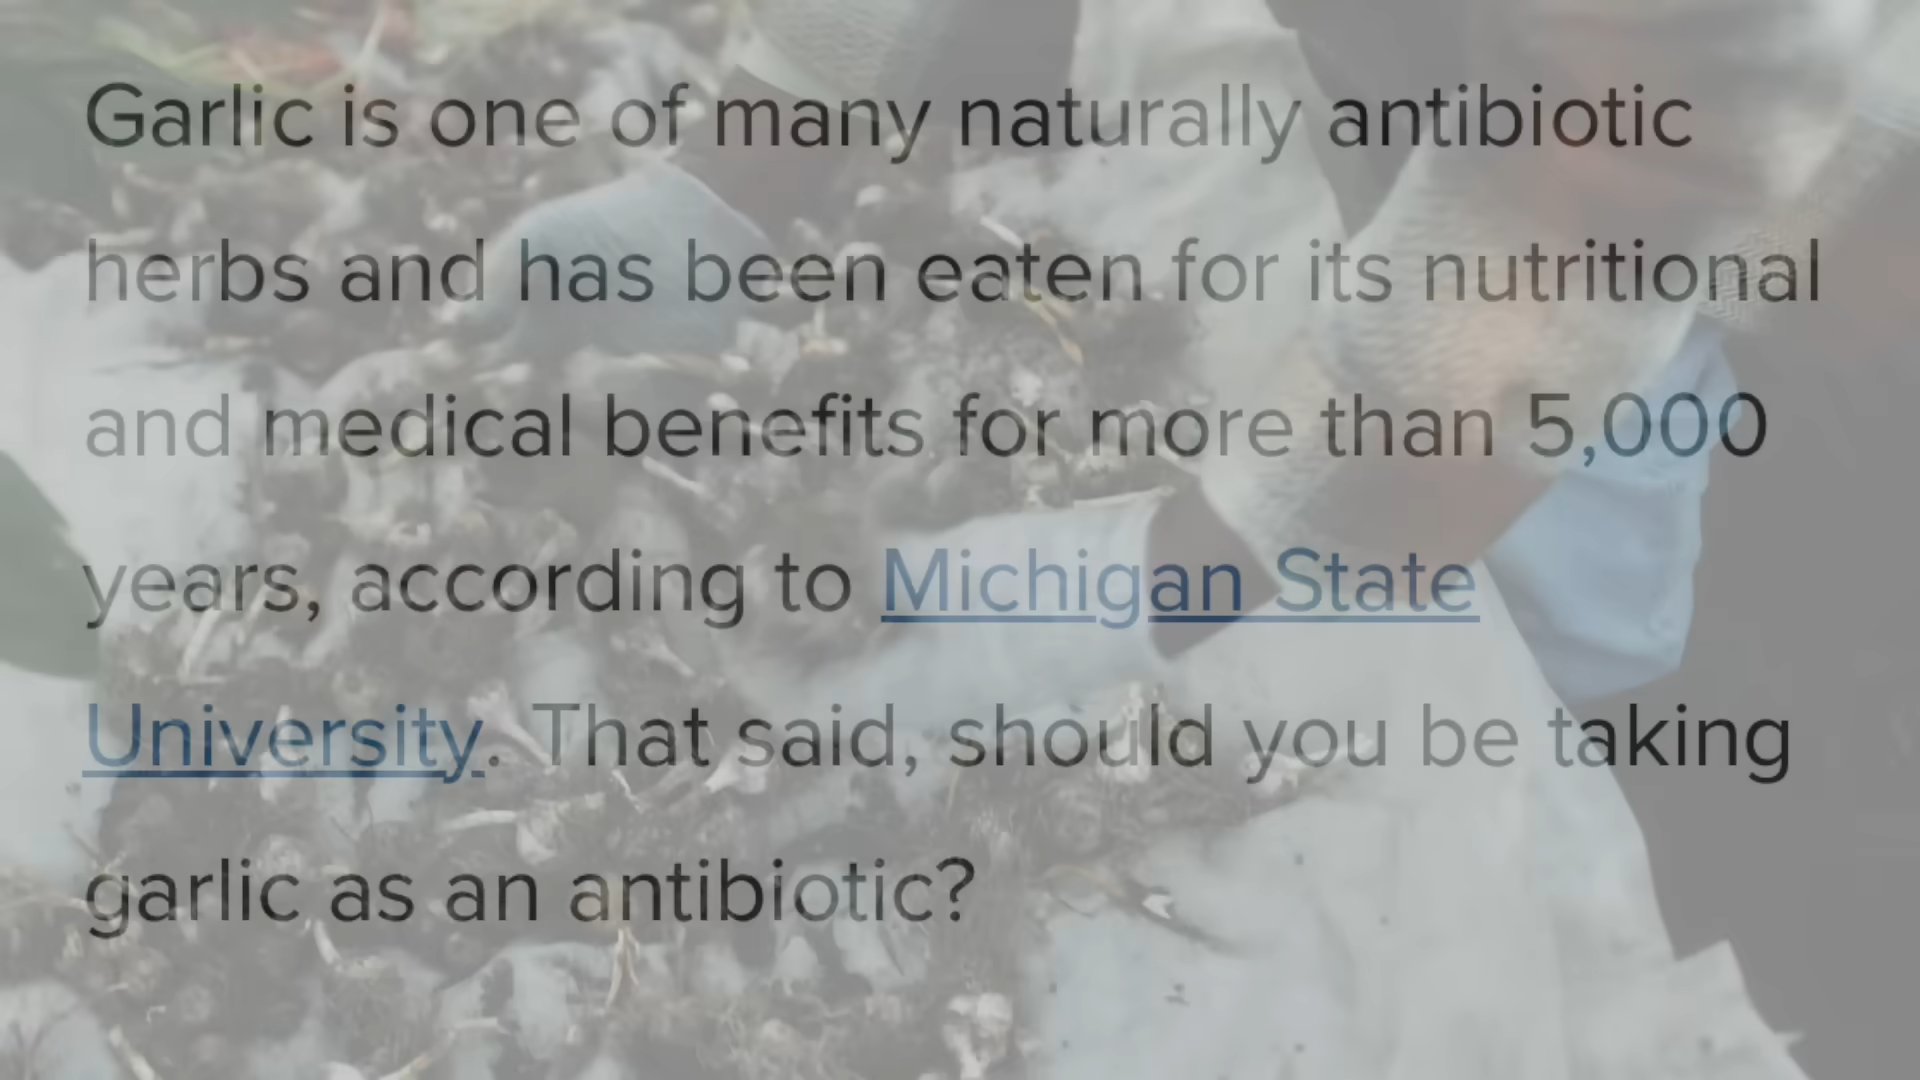 Garlic is one of many naturally antibiotic
herbs and has been eaten for its nutritional
and medical benefits for more than 5,000
years, according to Michigan State
University. That said, should you be taking
garlic as an antibiotic?